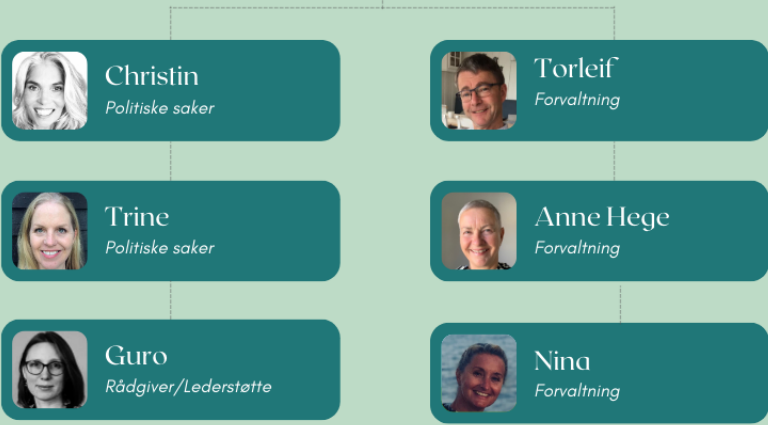 Christin
Politiske saker
Torleif
Forvaltning
Trine
Politiske saker
Anne Hege
Forvaltning
Guro
Rådgiver/Lederstøtte
Nina
Forvaltning